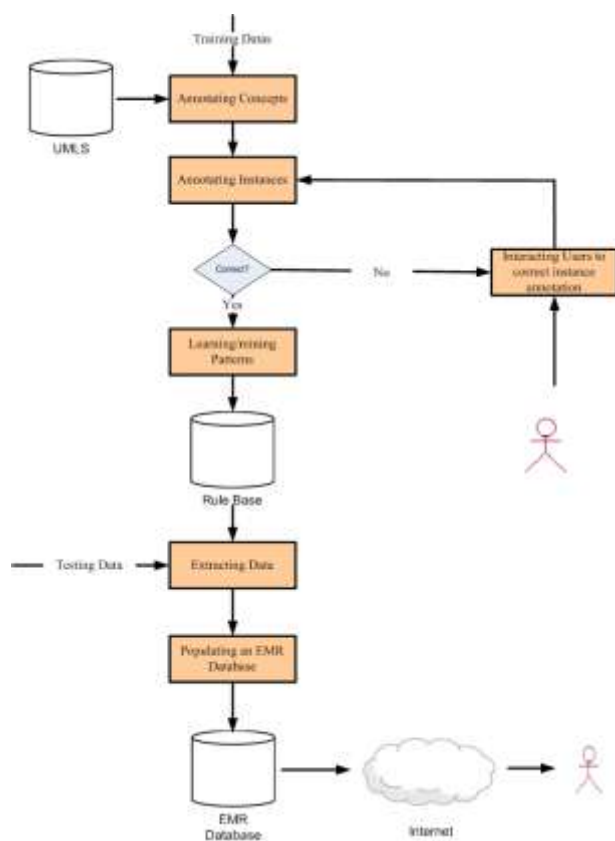 Training Datas
Annotating Concepts
UMLS
Annotating Instances
Correct?
No
Interacting Users to
correct instance
annotation
Yes
Learning/mining
Patterns
Rule Base
Testing Data
Extracting Data
Populating an EMR
Database
EMR
Database
Internet